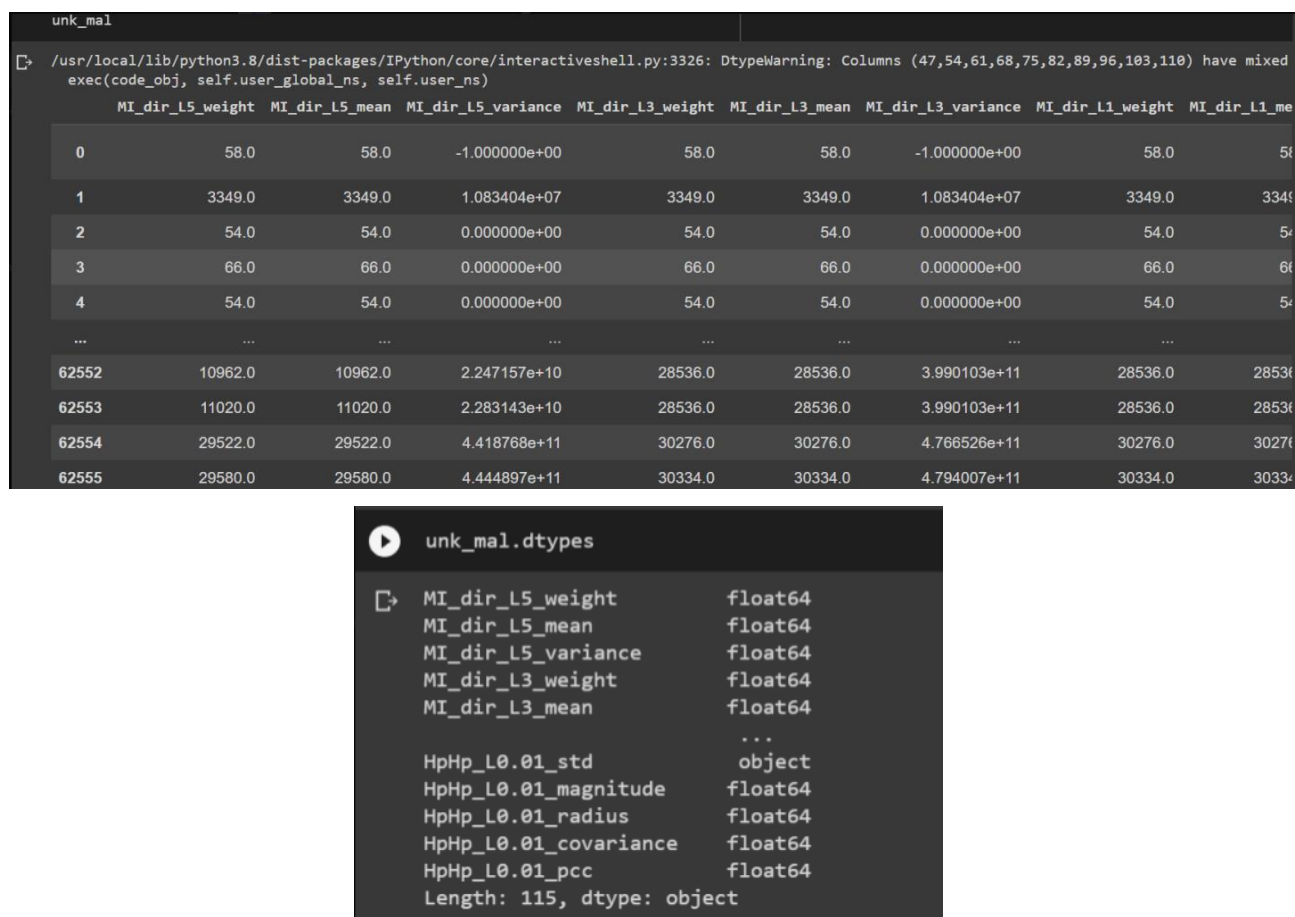 unk_mal
/usr/local/lib/python3.8/dist-packages/IPython/core/interactiveshell.py:3326: DtypeWarning: Columns (47,54,61,68,75,82,89,96,103,110) have mixed
exec(code_obj, self.user_global_ns, self.user_ns)
MI_dir_L5_weight MI_dir_L5_mean MI_dir_L5_variance MI_dir_L3_weight MI_dir_L3_mean MI_dir_L3_variance MI_dir_L1_weight MI_dir_L1_me
0 58.0 58.0 -1.000000e+00 58.0 58.0 -1.000000e+00 58.0 58
1 3349.0 3349.0 1.083404e+07 3349.0 3349.0 1.083404e+07 3349.0 3349
2 54.0 54.0 0.000000e+00 54.0 54.0 0.000000e+00 54.0 54
3 66.0 66.0 0.000000e+00 66.0 66.0 0.000000e+00 66.0 66
4 54.0 54.0 0.000000e+00 54.0 54.0 0.000000e+00 54.0 54
... ... ... ... ... ... ... ...
62552 10962.0 10962.0 2.247157e+10 28536.0 28536.0 3.990103e+11 28536.0 28536
62553 11020.0 11020.0 2.283143e+10 28536.0 28536.0 3.990103e+11 28536.0 28536
62554 29522.0 29522.0 4.418768e+11 30276.0 30276.0 4.766526e+11 30276.0 30276
62555 29580.0 29580.0 4.444897e+11 30334.0 30334.0 4.794007e+11 30334.0 30334
unk_mal.dtypes
MI_dir_L5_weight float64
MI_dir_L5_mean float64
MI_dir_L5_variance float64
MI_dir_L3_weight float64
MI_dir_L3_mean float64
...
HpHp_L0.01_std object
HpHp_L0.01_magnitude float64
HpHp_L0.01_radius float64
HpHp_L0.01_covariance float64
HpHp_L0.01_pcc float64
Length: 115, dtype: object